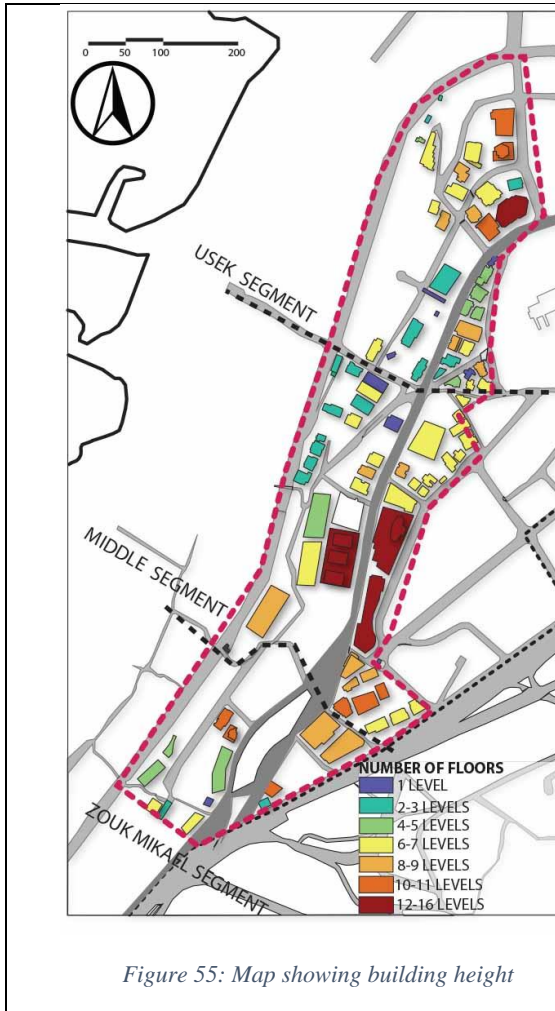 0 50 100 200
USEK SEGMENT
MIDDLE SEGMENT
ZOUK MIKAEL SEGMENT
NUMBER OF FLOORS
1 LEVEL
2-3 LEVELS
4-5 LEVELS
6-7 LEVELS
8-9 LEVELS
10-11 LEVELS
12-16 LEVELS
Figure 55: Map showing building height